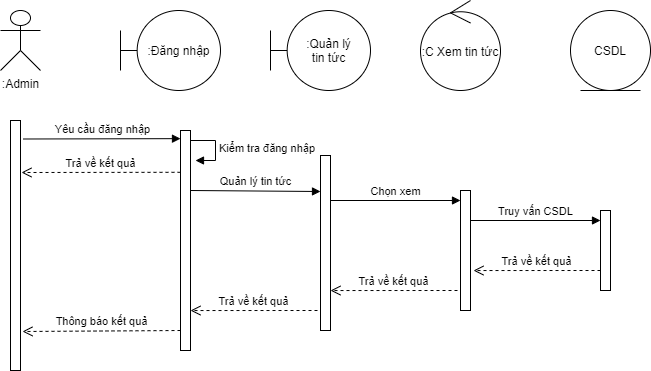 :Admin
:Đăng nhập
:Quản lý
tin tức
:C Xem tin tức
CSDL
Yêu cầu đăng nhập
Kiểm tra đăng nhập
Trả về kết quả
Quản lý tin tức
Chọn xem
Truy vấn CSDL
Trả về kết quả
Trả về kết quả
Trả về kết quả
Thông báo kết quả